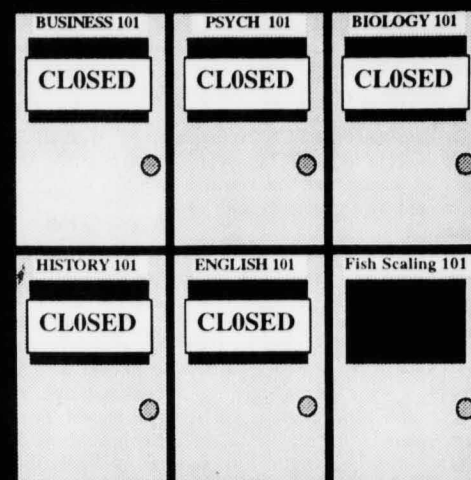 BUSINESS 101
PSYCH 101
BIOLOGY 101
CL0SED
CL0SED
CL0SED
HISTORY 101
ENGLISH 101
Fish Scaling 101
CL0SED
CL0SED